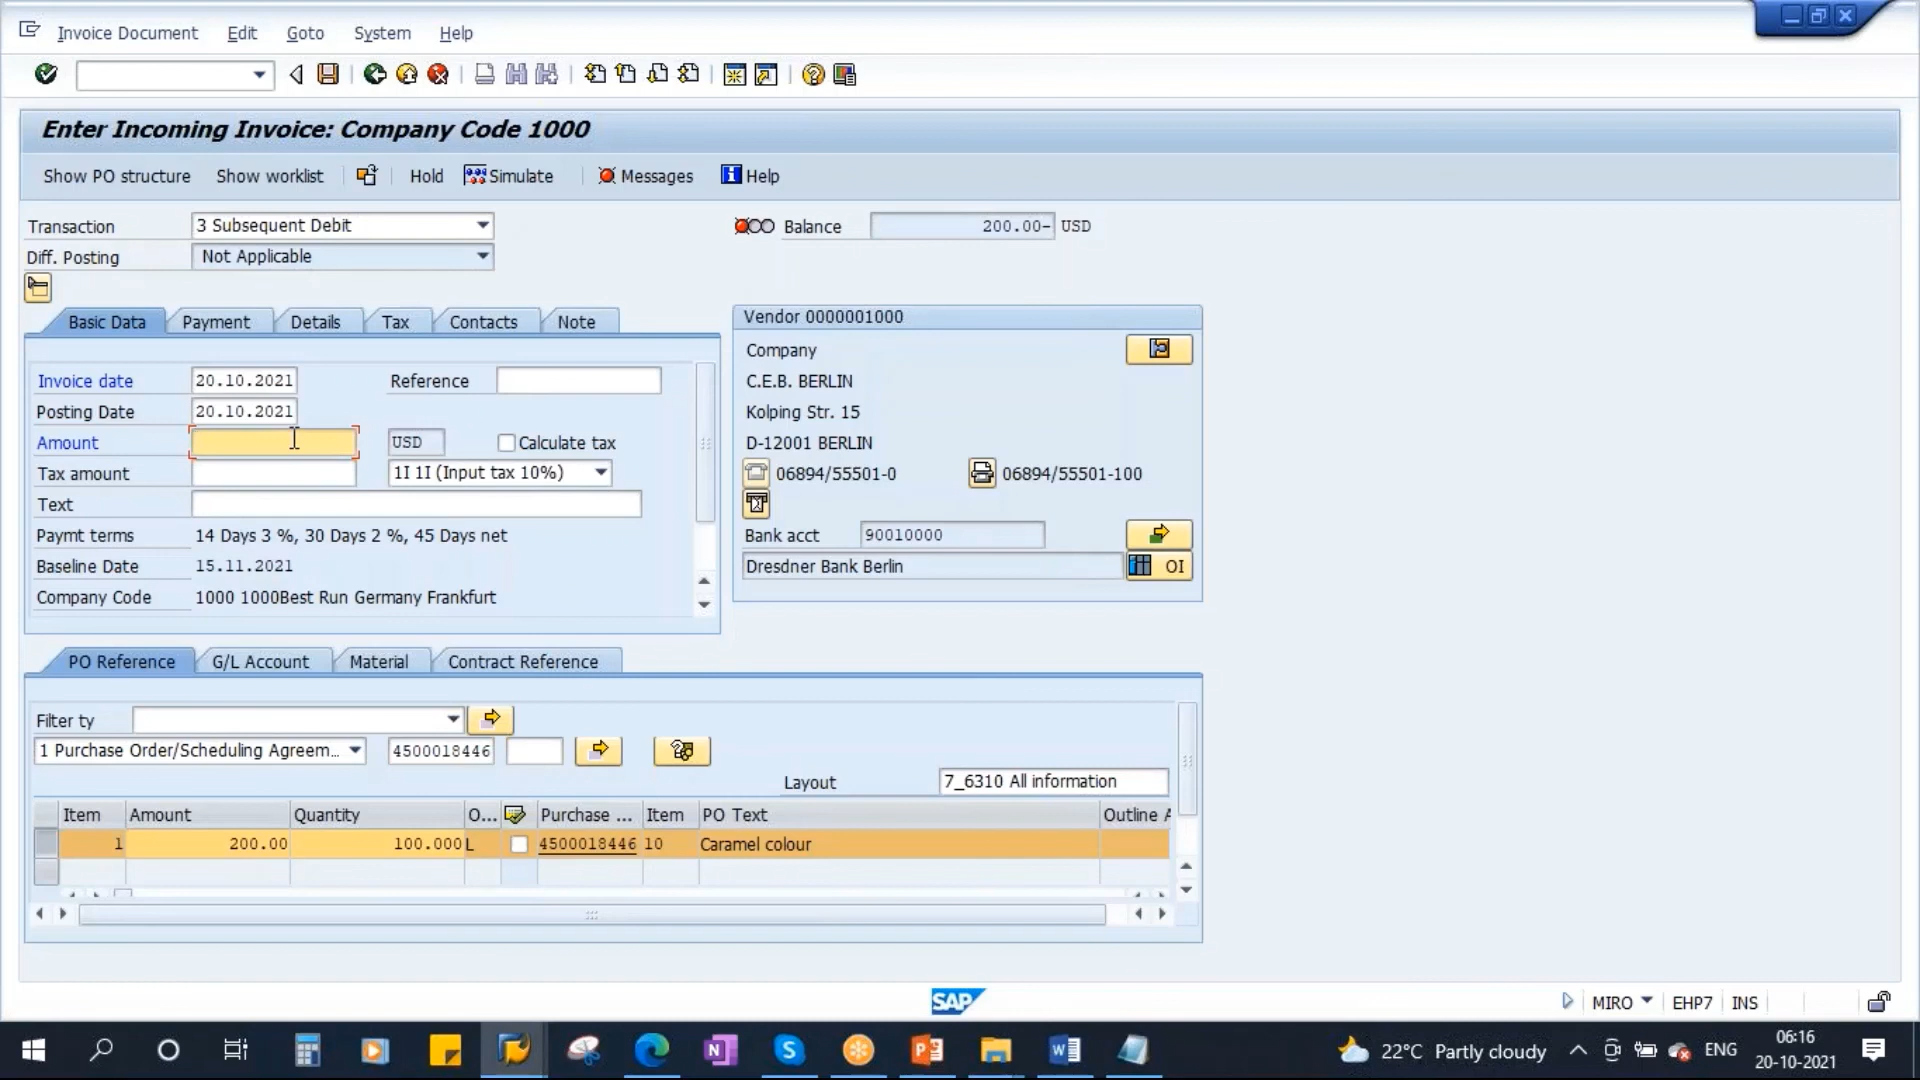 Invoice Document Edit Goto System Help
Enter Incoming Invoice: Company Code 1000
Show PO structure Show worklist Hold Simulate Messages Help
Transaction 3 Subsequent Debit Balance 200.00- USD
Diff. Posting Not Applicable
Basic Data Payment Details Tax Contacts Note
Vendor 0000001000
Invoice date 20.10.2021 Reference
Posting Date 20.10.2021
Amount USD Calculate tax
Tax amount 1I 1I (Input tax 10%)
Text
Paymt terms 14 Days 3 %, 30 Days 2 %, 45 Days net
Baseline Date 15.11.2021
Company Code 1000 1000Best Run Germany Frankfurt
Company
C.E.B. BERLIN
Kolping Str. 15
D-12001 BERLIN
06894/55501-0 06894/55501-100
Bank acct 90010000
Dresdner Bank Berlin OI
PO Reference G/L Account Material Contract Reference
Filter ty
1 Purchase Order/Scheduling Agreem... 4500018446
Layout 7_6310 All information
Item Amount Quantity O... Purchase ... Item PO Text Outline A
1 200.00 100.000 L 4500018446 10 Caramel colour
SAP MIRO EHP7 INS
22°C Partly cloudy ENG 06:16
20-10-2021